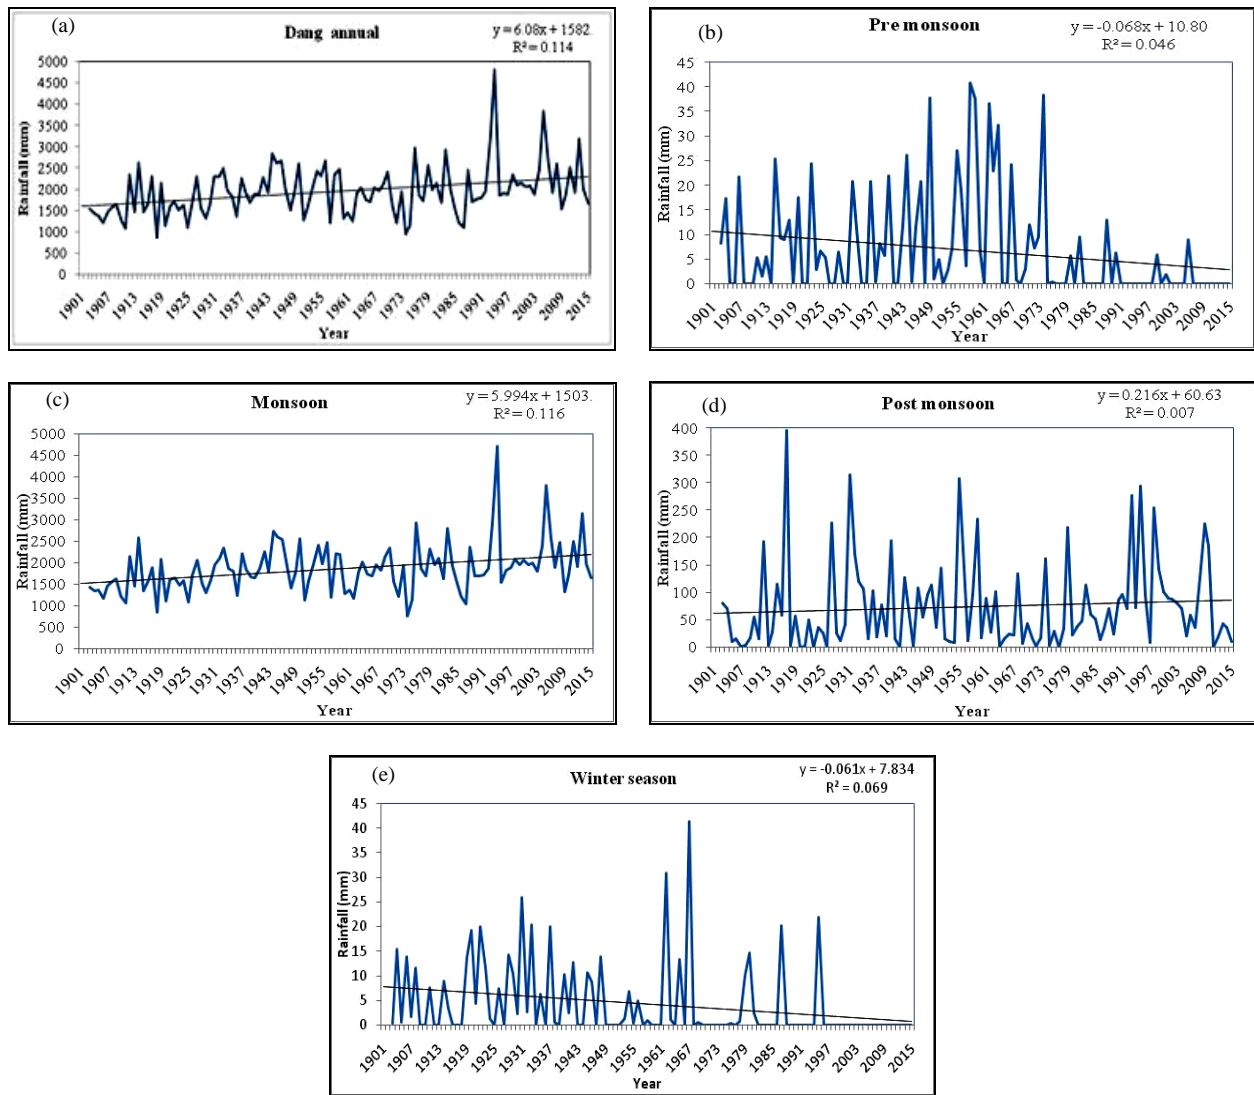 (a)
Dang annual
y = 6.08x + 1582.
R² = 0.114
Rainfall (mm)
5000
4500
4000
3500
3000
2500
2000
1500
1000
500
0
1901 1907 1913 1919 1925 1931 1937 1943 1949 1955 1961 1967 1973 1979 1985 1991 1997 2003 2009 2015
Year
(b)
Pre monsoon
y = -0.068x + 10.80
R² = 0.046
Rainfall (mm)
45
40
35
30
25
20
15
10
5
0
1901 1907 1913 1919 1925 1931 1937 1943 1949 1955 1961 1967 1973 1979 1985 1991 1997 2003 2009 2015
Year
(c)
Monsoon
y = 5.994x + 1503.
R² = 0.116
Rainfall (mm)
5000
4500
4000
3500
3000
2500
2000
1500
1000
500
0
1901 1907 1913 1919 1925 1931 1937 1943 1949 1955 1961 1967 1973 1979 1985 1991 1997 2003 2009 2015
Year
(d)
Post monsoon
y = 0.216x + 60.63
R² = 0.007
Rainfall (mm)
400
350
300
250
200
150
100
50
0
1901 1907 1913 1919 1925 1931 1937 1943 1949 1955 1961 1967 1973 1979 1985 1991 1997 2003 2009 2015
Year
(e)
Winter season
y = -0.061x + 7.834
R² = 0.069
Rainfall (mm)
45
40
35
30
25
20
15
10
5
0
1901 1907 1913 1919 1925 1931 1937 1943 1949 1955 1961 1967 1973 1979 1985 1991 1997 2003 2009 2015
Year